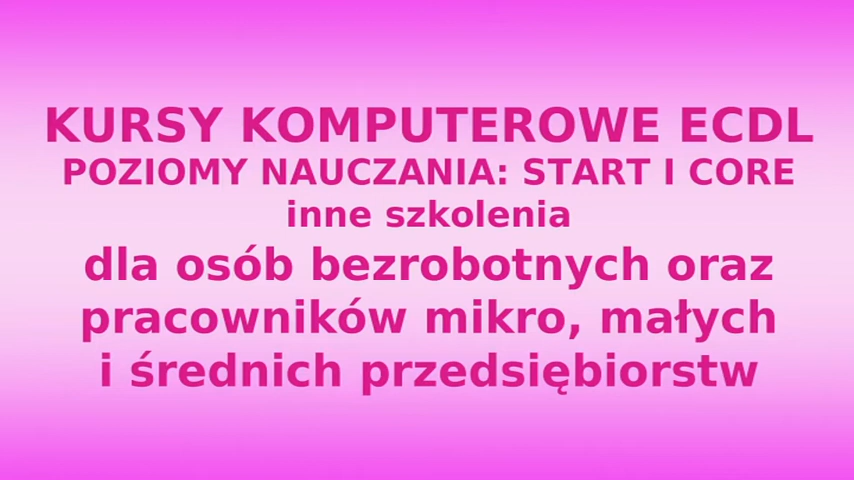 KURSY KOMPUTEROWE ECDL
POZIOMY NAUCZANIA: START I CORE
inne szkolenia
dla osób bezrobotnych oraz
pracowników mikro, małych
i średnich przedsiębiorstw